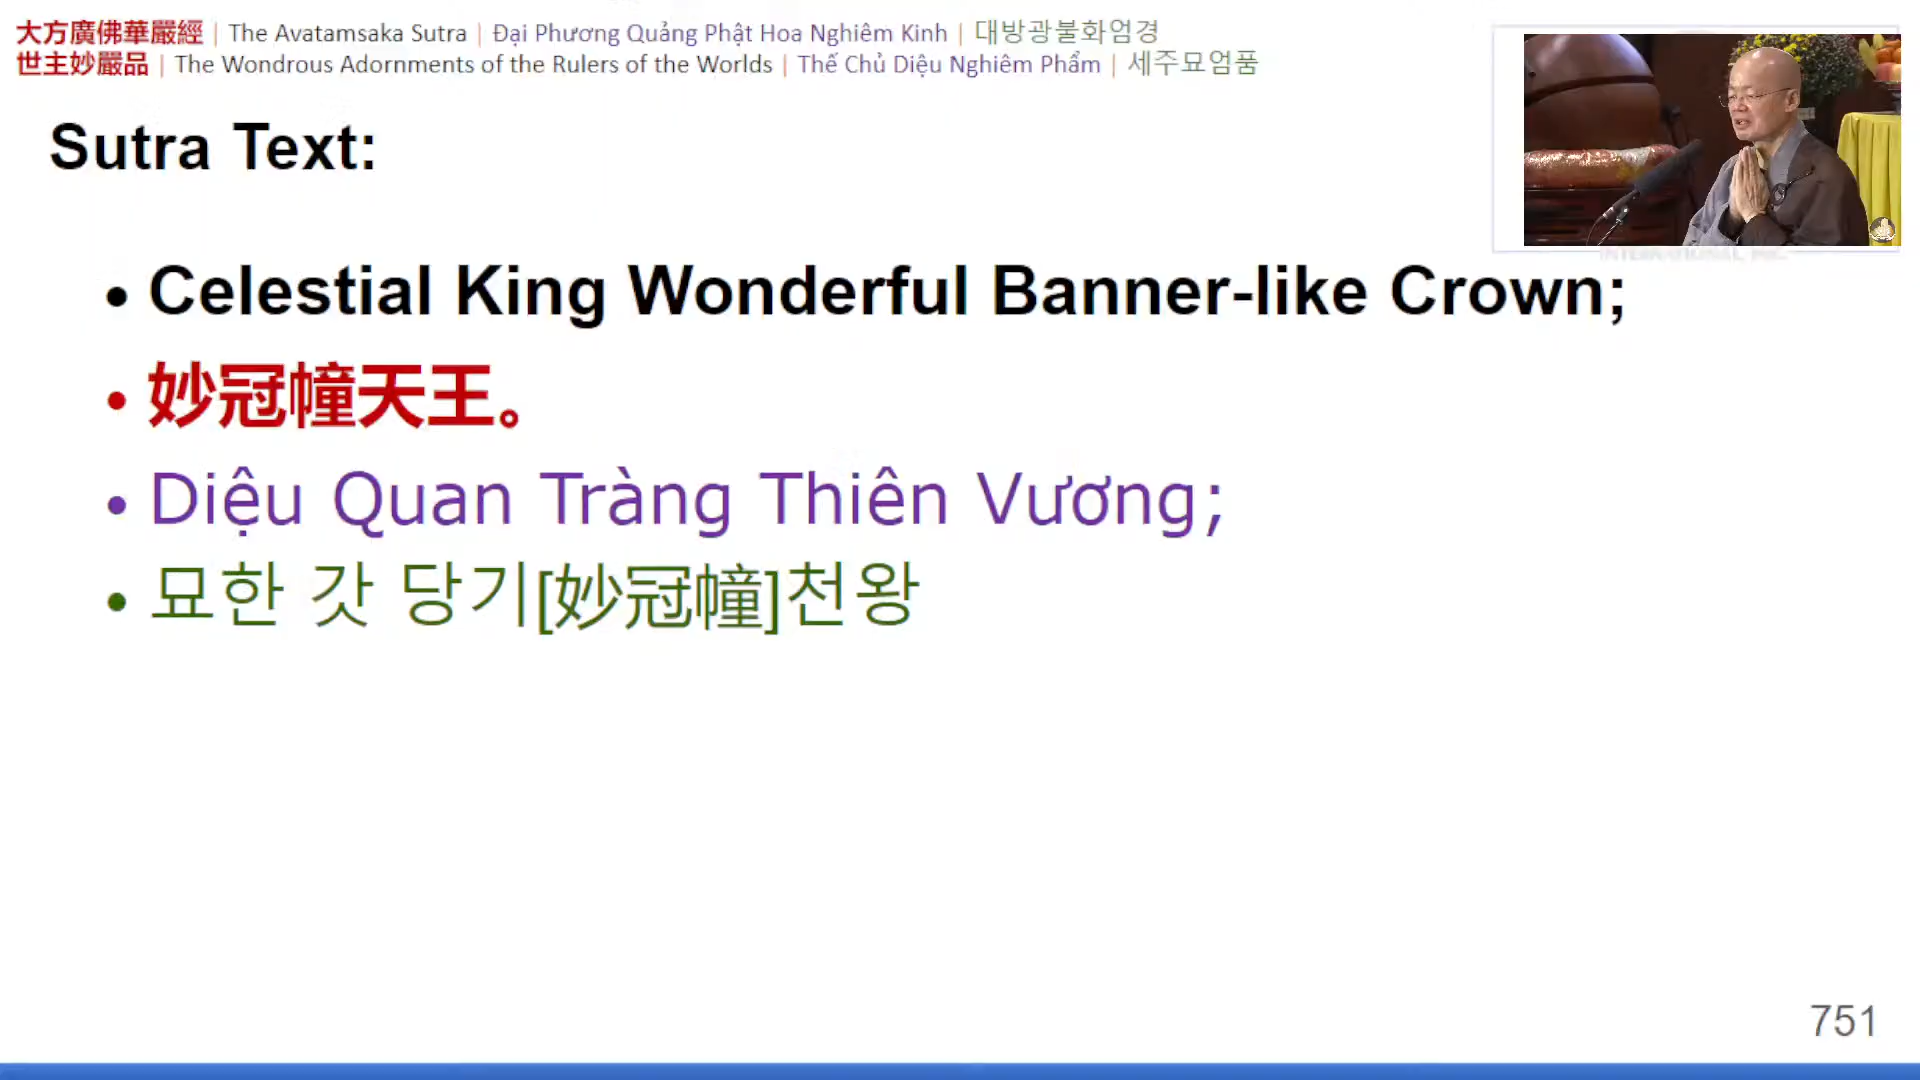 大方廣佛華嚴經 | The Avatamsaka Sutra | Đại Phương Quảng Phật Hoa Nghiêm Kinh | 대방광불화엄경
世主妙嚴品 | The Wondrous Adornments of the Rulers of the Worlds | Thế Chủ Diệu Nghiêm Phẩm | 세주묘엄품
Sutra Text:
• Celestial King Wonderful Banner-like Crown;
• 妙冠幢天王。
• Diệu Quan Tràng Thiên Vương;
• 묘한 갓 당기[妙冠幢]천왕
751